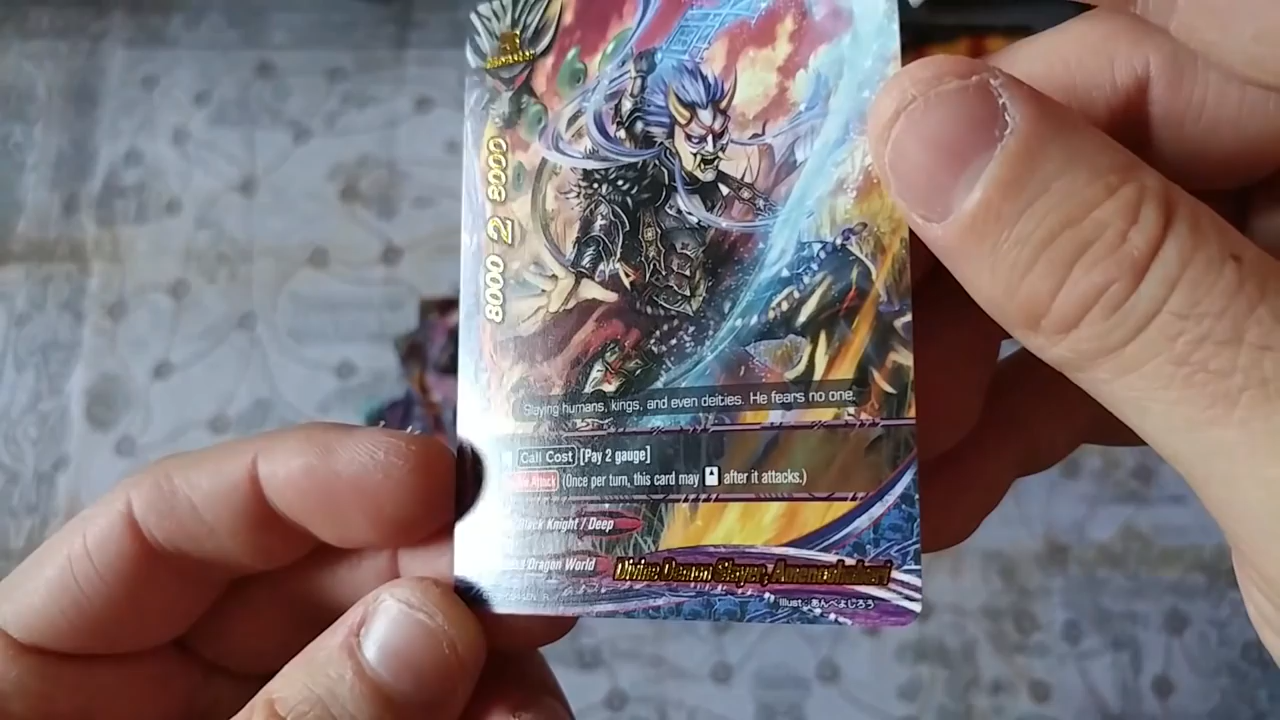 8000 2 8000
Slaying humans, kings, and even deities. He fears no one.
Call Cost [Pay 2 gauge]
Attack (Once per turn, this card may after it attacks.)
Black Knight / Deep
Dragon World
Divine Demon Slayer,
Illust: あんべよしろう